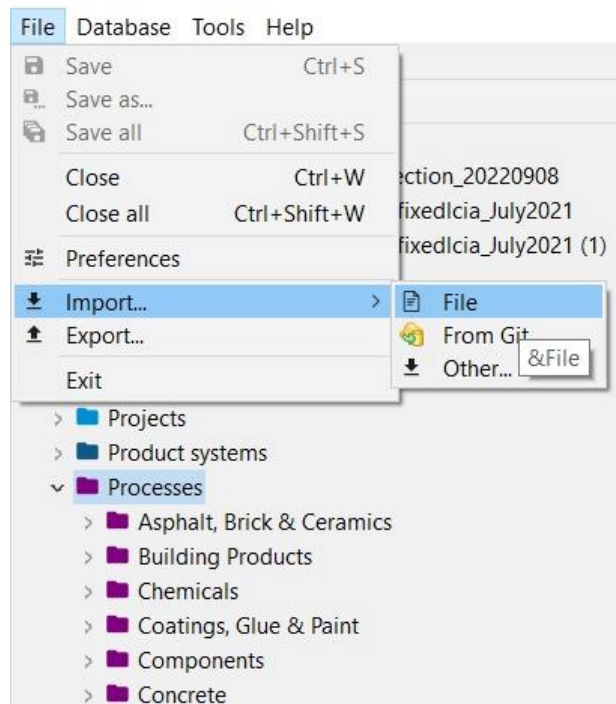 File Database Tools Help
Save Ctrl+S
Save as...
Save all Ctrl+Shift+S
Close Ctrl+W
Close all Ctrl+Shift+W
Preferences
Import...
Export...
Exit
ection_20220908
fixedlcia_July2021
fixedlcia_July2021 (1)
File
From Git
Other...
&File
Projects
Product systems
Processes
Asphalt, Brick & Ceramics
Building Products
Chemicals
Coatings, Glue & Paint
Components
Concrete